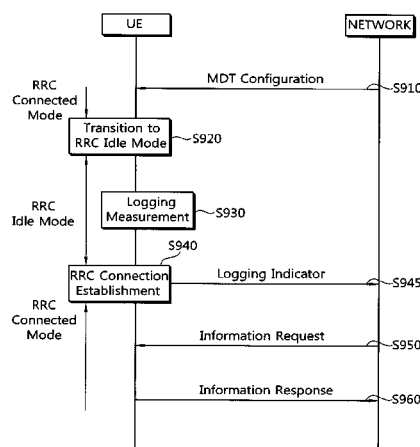 UE
NETWORK
MDT Configuration
S910
RRC
Connected
Mode
Transition to
RRC Idle Mode
S920
RRC
Idle Mode
Logging
Measurement
S930
S940
RRC Connection
Establishment
Logging Indicator
S945
RRC
Connected
Mode
Information Request
S950
Information Response
S960